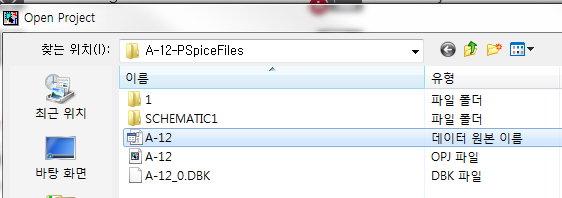 Open Project
찾는 위치(I):
A-12-PSpiceFiles
이름
유형
1
파일 폴더
SCHEMATIC1
파일 폴더
A-12
데이터 원본 이름
A-12
OPJ 파일
A-12_0.DBK
DBK 파일
최근 위치
바탕 화면